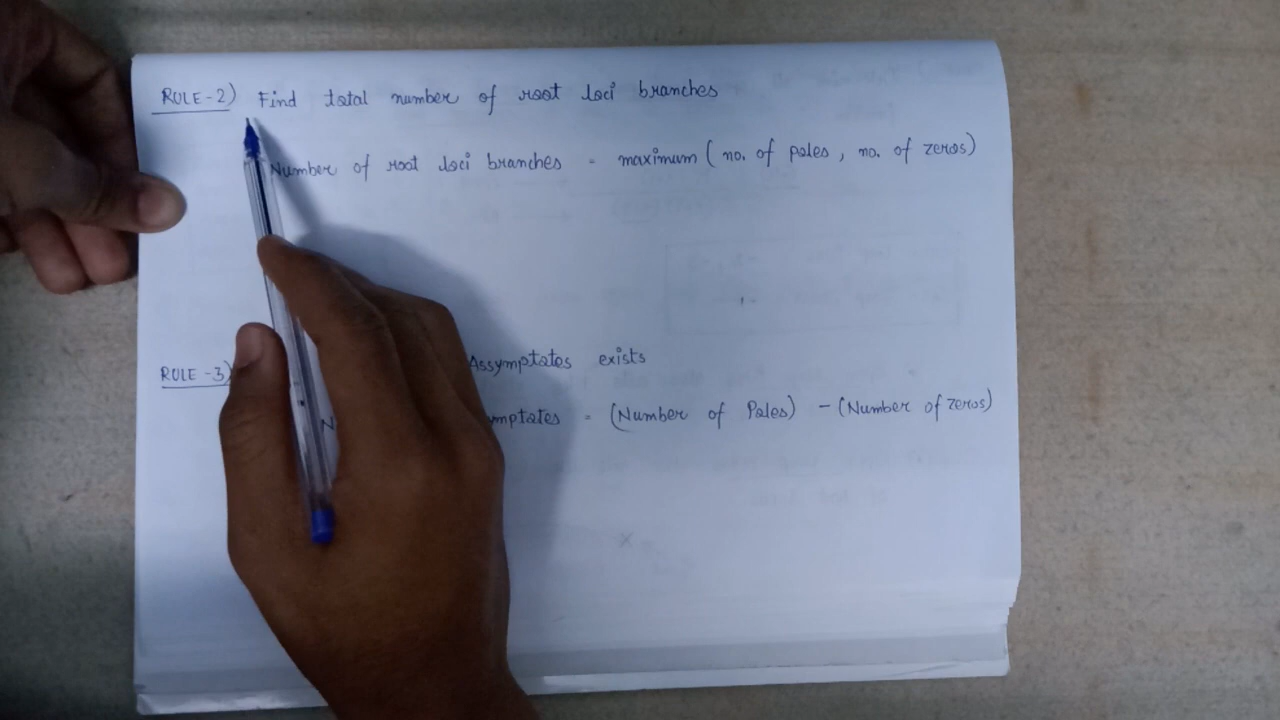 RULE-2) Find total number of root loci branches
Number of root loci branches = maximum ( no. of poles , no. of zeros)
RULE -3) Assymptotes exists
mptotes = (Number of Poles) - (Number of zeros)